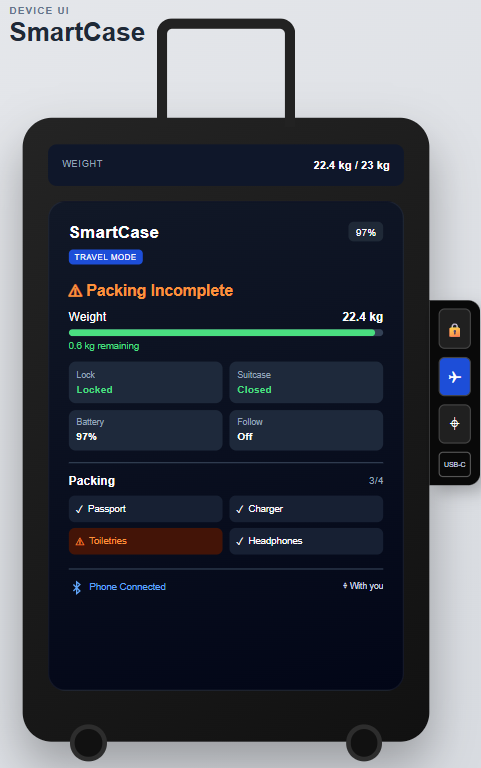 DEVICE UI
SmartCase
WEIGHT 22.4 kg / 23 kg
SmartCase 97%
TRAVEL MODE
⚠ Packing Incomplete
Weight 22.4 kg
0.6 kg remaining
Lock Suitcase
Locked Closed
Battery Follow
97% Off
Packing 3/4
✓ Passport ✓ Charger
⚠ Toiletries ✓ Headphones
Phone Connected ⌖ With you
USB-C